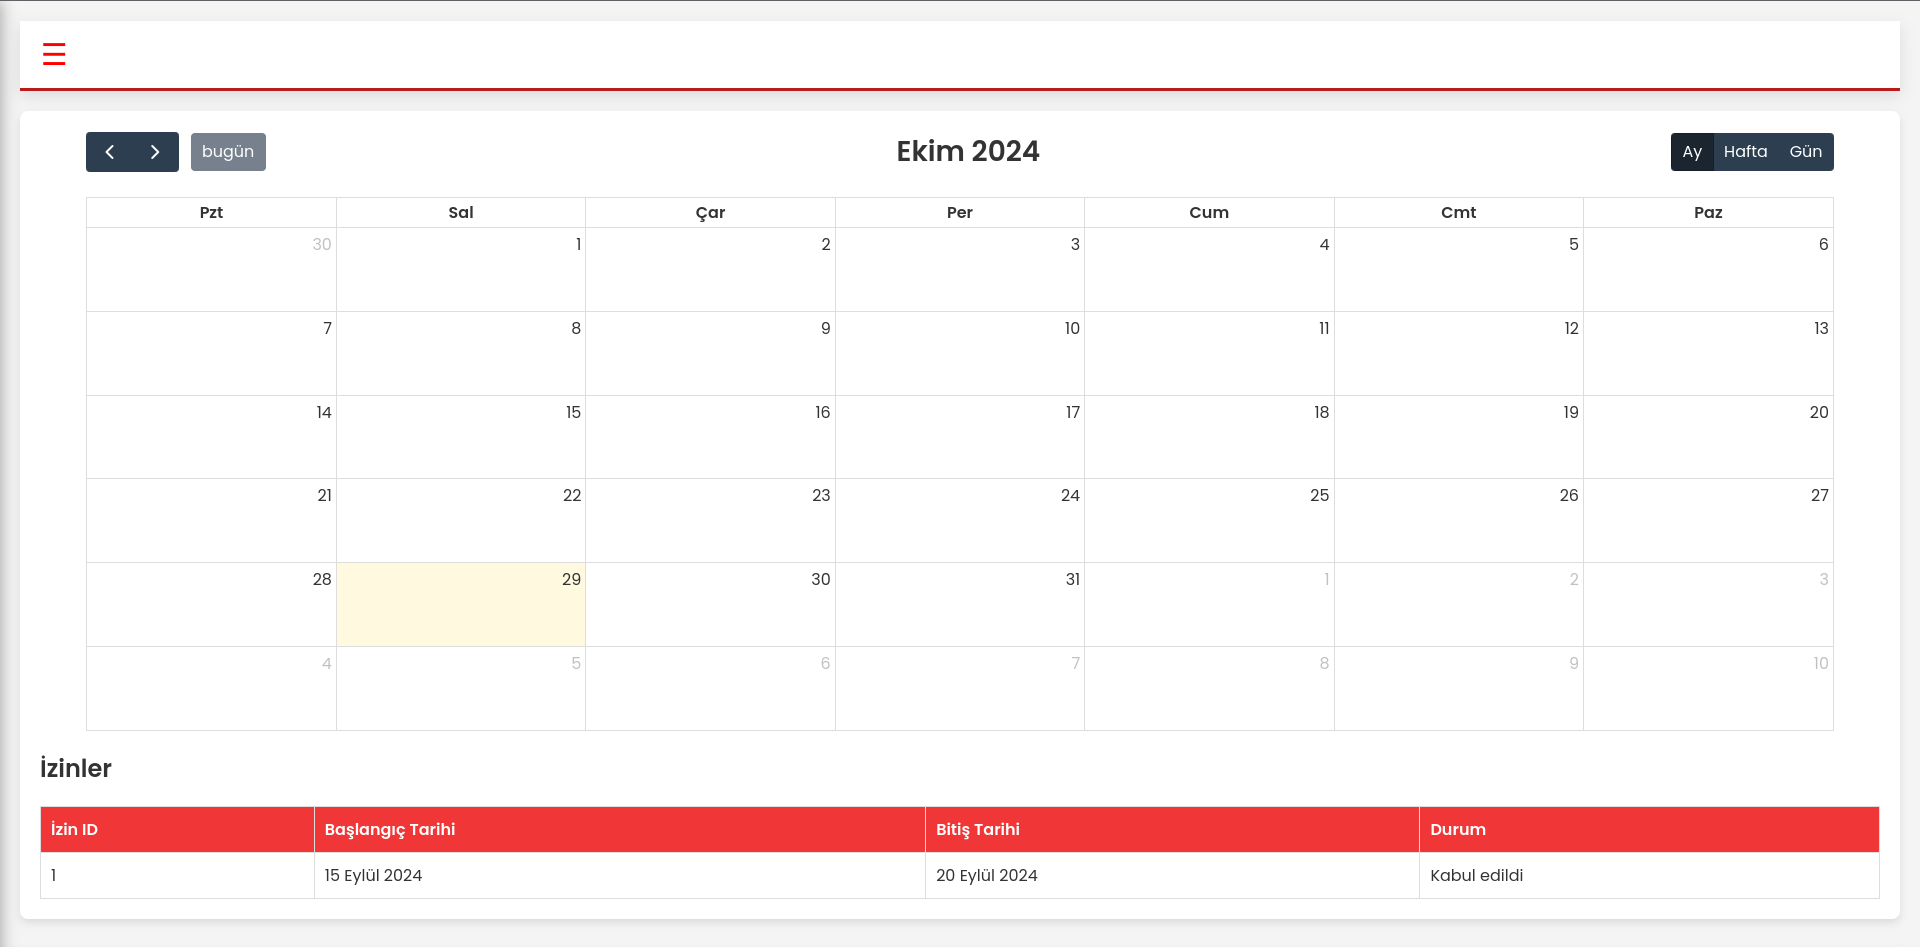 bugün Ekim 2024 Ay Hafta Gün
Pzt Sal Çar Per Cum Cmt Paz
30 1 2 3 4 5 6
7 8 9 10 11 12 13
14 15 16 17 18 19 20
21 22 23 24 25 26 27
28 29 30 31 1 2 3
4 5 6 7 8 9 10
İzinler
İzin ID Başlangıç Tarihi Bitiş Tarihi Durum
1 15 Eylül 2024 20 Eylül 2024 Kabul edildi